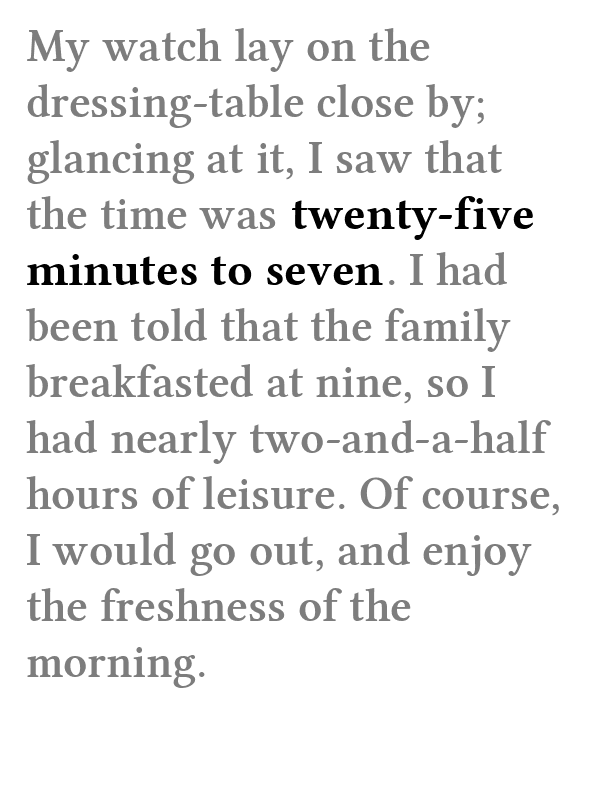 My watch lay on the
dressing-table close by;
glancing at it, I saw that
the time was twenty-five
minutes to seven. I had
been told that the family
breakfasted at nine, so I
had nearly two-and-a-half
hours of leisure. Of course,
I would go out, and enjoy
the freshness of the
morning.